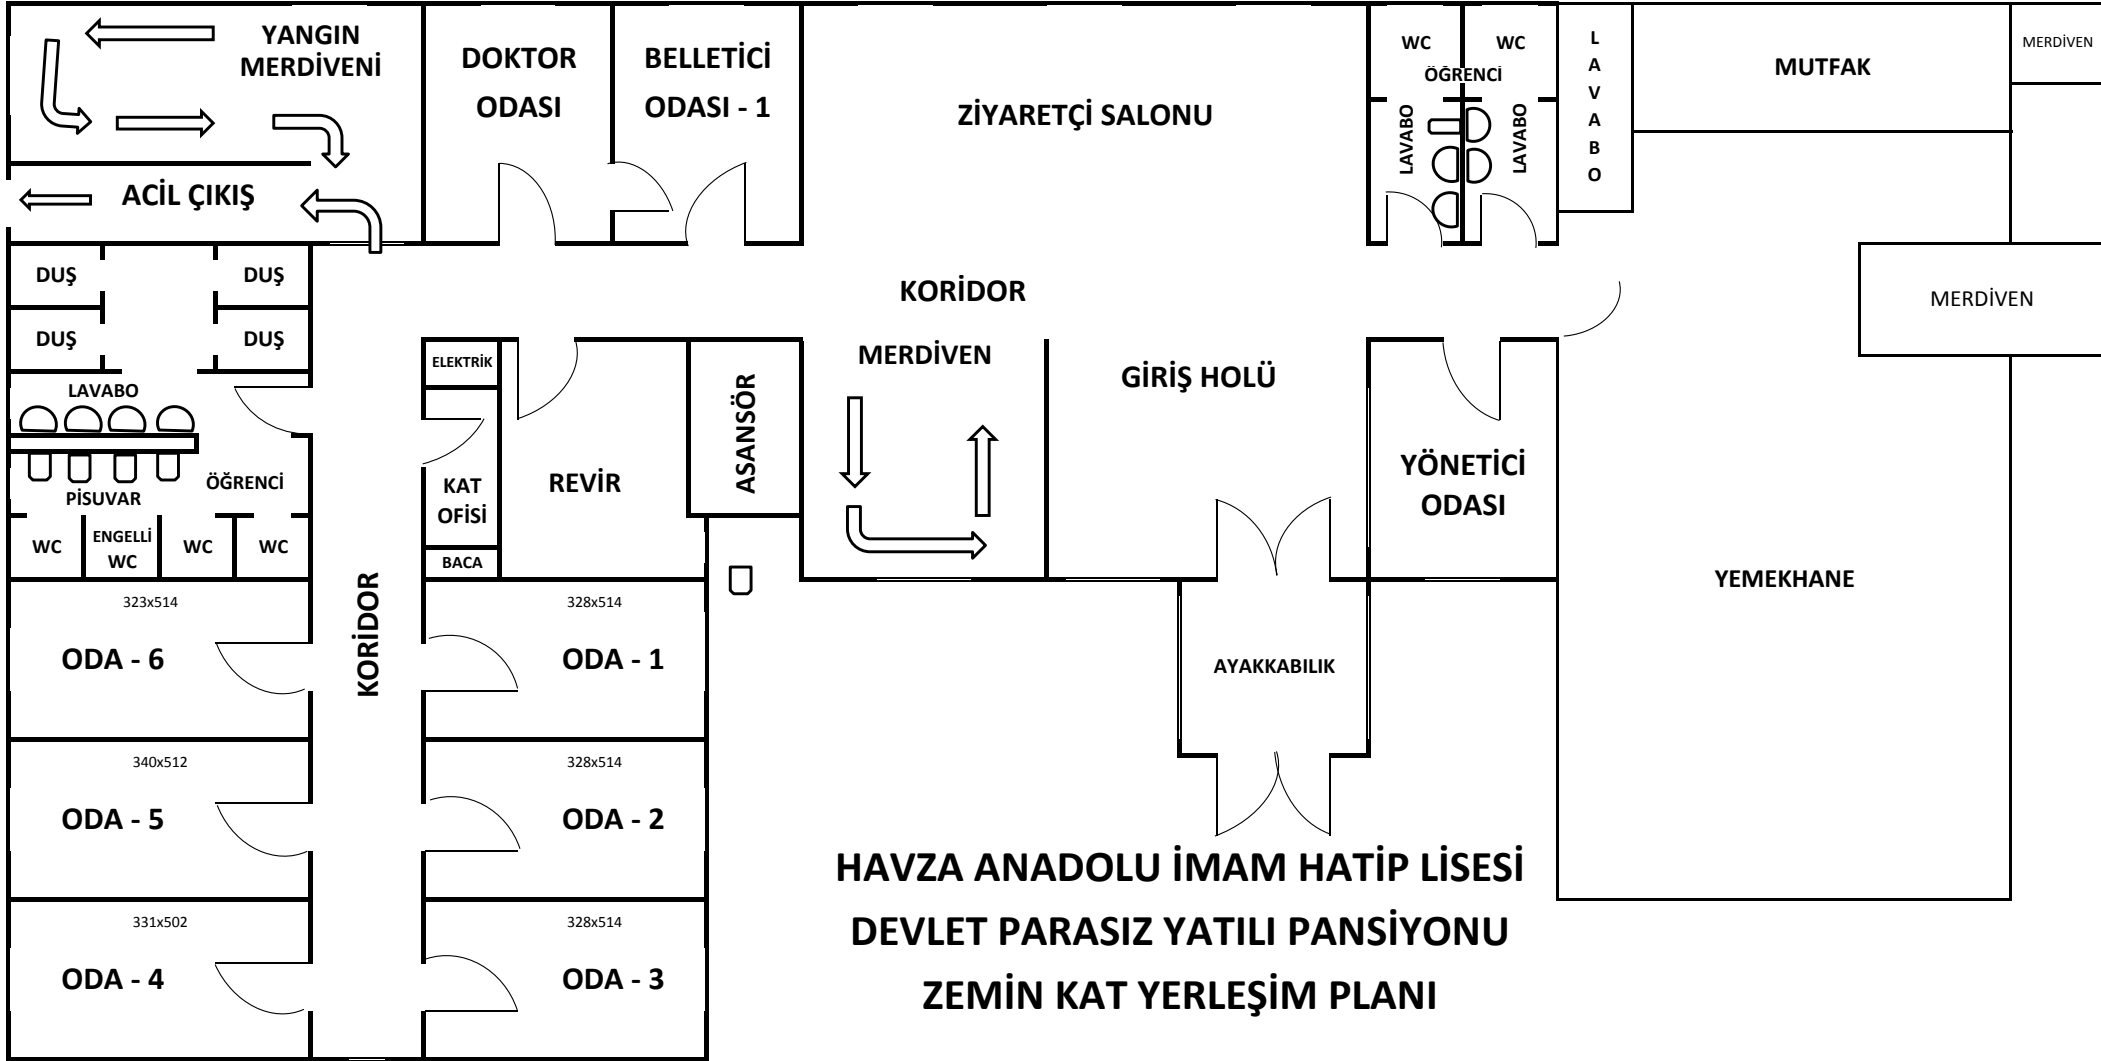 YANGIN
MERDİVENİ
DOKTOR
ODASI
BELLETİCİ
ODASI - 1
ZİYARETÇİ SALONU
WC
WC
ÖĞRENCİ
LAVABO
LAVABO
L
A
V
A
B
O
MUTFAK
MERDİVEN
ACİL ÇIKIŞ
DUŞ
DUŞ
DUŞ
DUŞ
KORİDOR
MERDİVEN
MERDİVEN
ELEKTRİK
ASANSÖR
GİRİŞ HOLÜ
LAVABO
KAT
OFİSİ
REVİR
YÖNETİCİ
ODASI
ÖĞRENCİ
PİSUVAR
WC
ENGELLİ
WC
WC
WC
BACA
KORİDOR
YEMEKHANE
323x514
ODA - 6
328x514
ODA - 1
AYAKKABILIK
340x512
ODA - 5
328x514
ODA - 2
331x502
ODA - 4
328x514
ODA - 3
HAVZA ANADOLU İMAM HATİP LİSESİ
DEVLET PARASIZ YATILI PANSİYONU
ZEMİN KAT YERLEŞİM PLANI